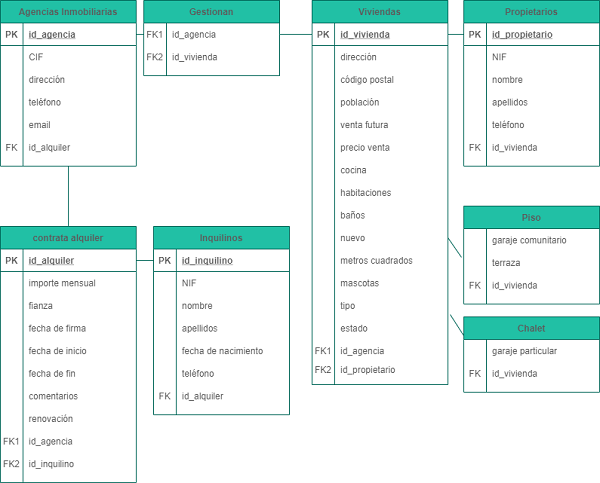 Agencias Inmobiliarias
PK id_agencia
CIF
dirección
teléfono
email
FK id_alquiler
Gestionan
FK1 id_agencia
FK2 id_vivienda
Viviendas
PK id_vivienda
dirección
código postal
población
venta futura
precio venta
cocina
habitaciones
baños
nuevo
metros cuadrados
mascotas
tipo
estado
FK1 id_agencia
FK2 id_propietario
Propietarios
PK id_propietario
NIF
nombre
apellidos
teléfono
FK id_vivienda
contrata alquiler
PK id_alquiler
importe mensual
fianza
fecha de firma
fecha de inicio
fecha de fin
comentarios
renovación
FK1 id_agencia
FK2 id_inquilino
Inquilinos
PK id_inquilino
NIF
nombre
apellidos
fecha de nacimiento
teléfono
FK id_alquiler
Piso
garaje comunitario
terraza
FK id_vivienda
Chalet
garaje particular
FK id_vivienda